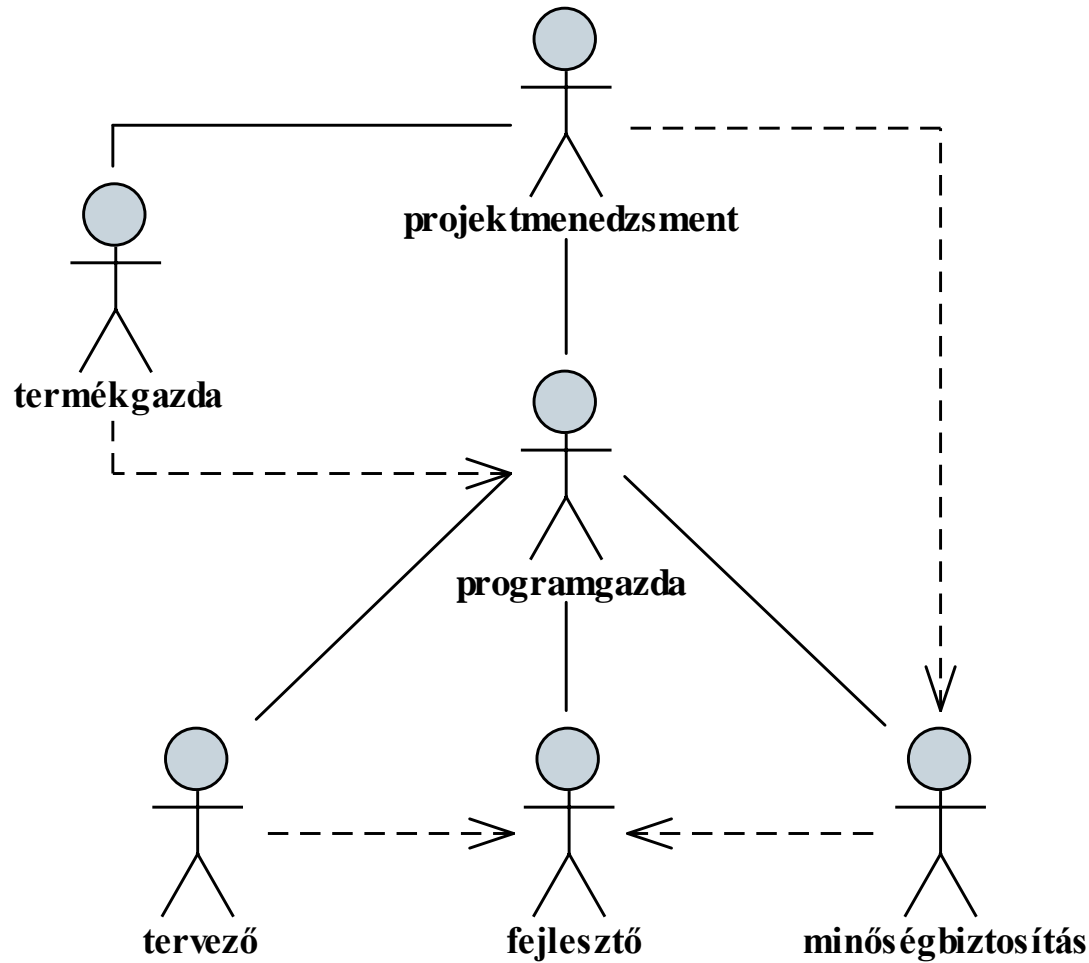 projektmenedzsment
termékgazda
programgazda
tervező
fejlesztő
minőségbiztosítás